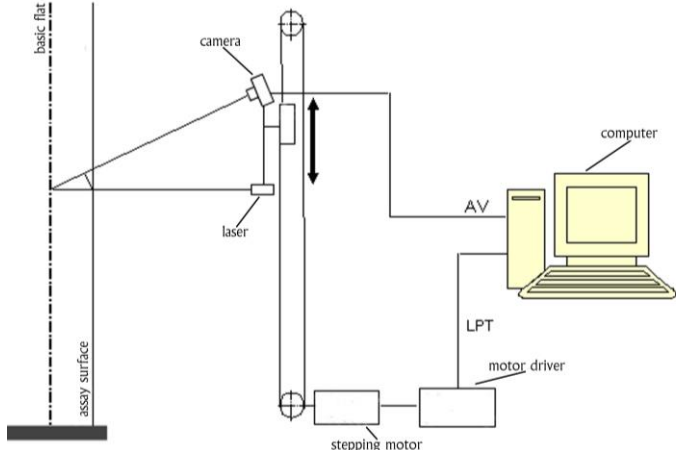 basic flat
camera
computer
AV
laser
LPT
assay surface
motor driver
stepping motor